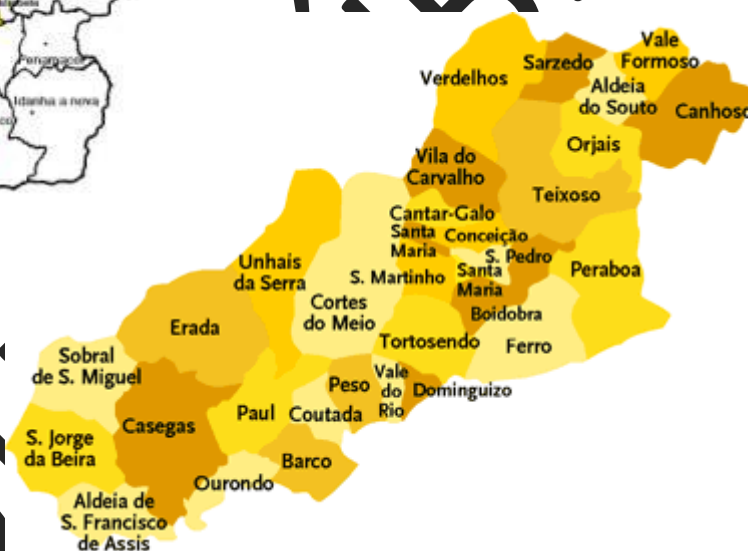 Penamacor
Idanha a nova
Vale
Formoso
Sarzedo
Verdelhos
Aldeia
do Souto
Canhoso
Orjais
Vila do
Carvalho
Teixoso
Cantar-Galo
Santa
Maria
Conceição
S. Pedro
Unhais
da Serra
S. Martinho
Santa
Maria
Peraboa
Cortes
do Meio
Boidobra
Erada
Tortosendo
Ferro
Sobral
de S. Miguel
Vale
do
Rio
Peso
Dominguizo
Paul
Coutada
Casegas
S. Jorge
da Beira
Barco
Ourondo
Aldeia de
S. Francisco
de Assis